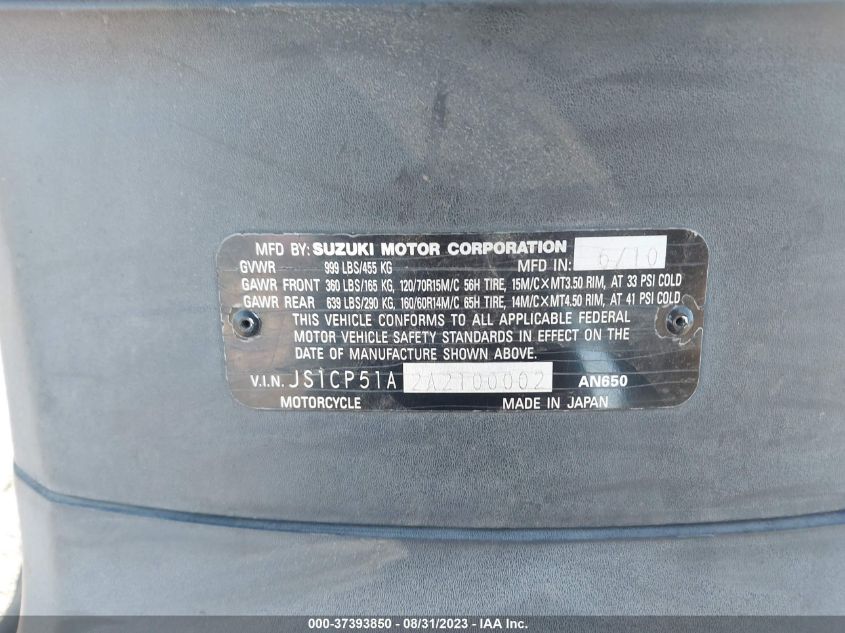 MFD BY: SUZUKI MOTOR CORPORATION
GVWR 999 LBS/455 KG MFD IN: 6/10
GAWR FRONT 360 LBS/165 KG, 120/70R15M/C 56H TIRE, 15M/C×MT3.50 RIM, AT 33 PSI COLD
GAWR REAR 639 LBS/290 KG, 160/60R14M/C 65H TIRE, 14M/C×MT4.50 RIM, AT 41 PSI COLD
THIS VEHICLE CONFORMS TO ALL APPLICABLE FEDERAL
MOTOR VEHICLE SAFETY STANDARDS IN EFFECT ON THE
DATE OF MANUFACTURE SHOWN ABOVE.
V.I.N. JS1CP51A2A2100002 AN650
MOTORCYCLE MADE IN JAPAN
000-37393850 / 08/31/2023 / Copyright © 2023 IAA, Inc.